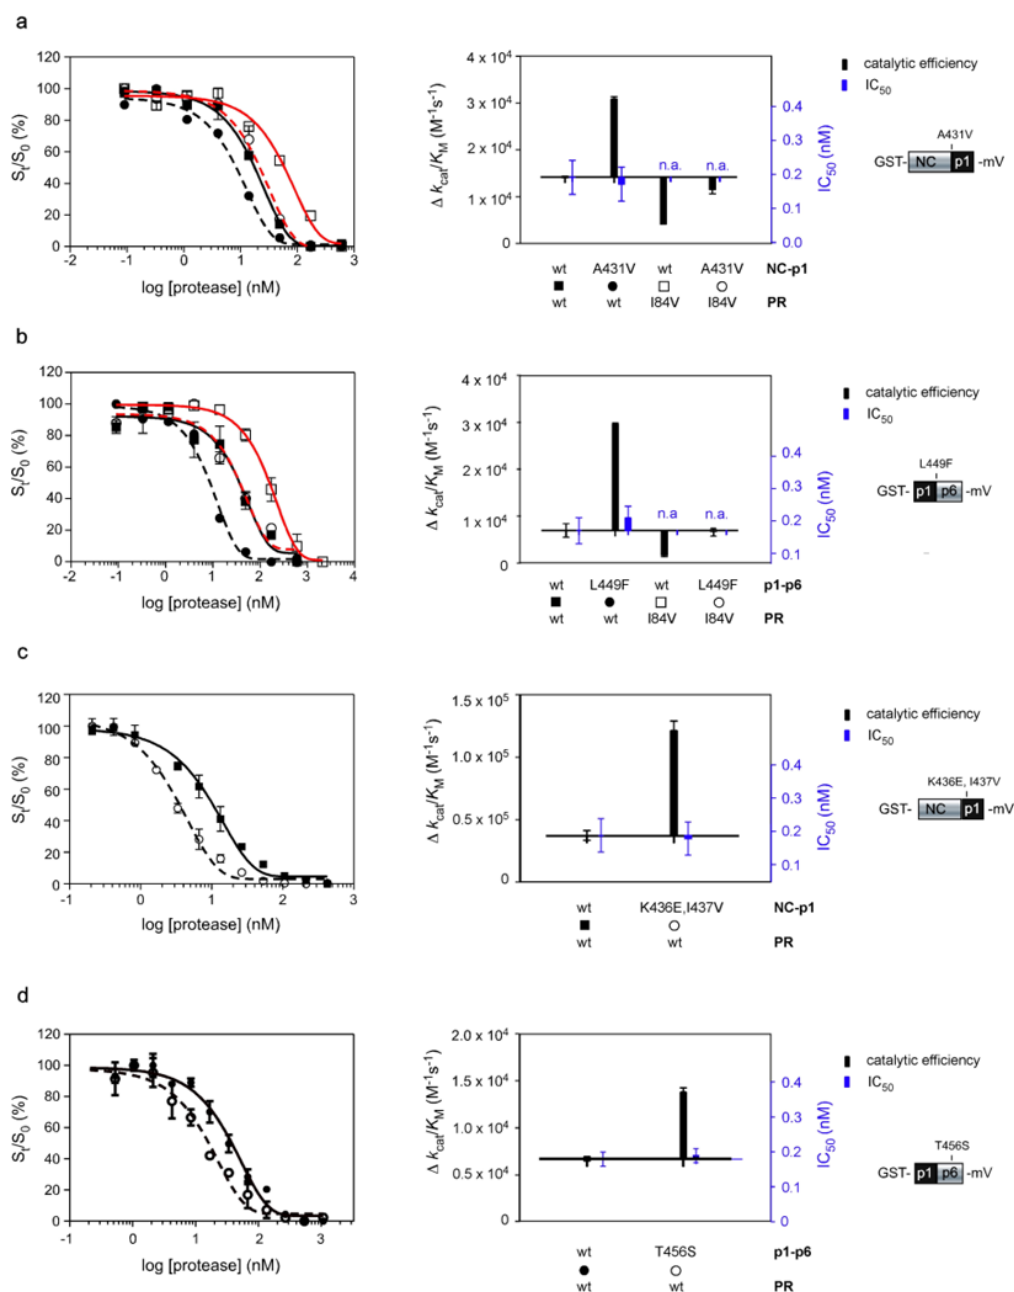 a
120
100
80
60
40
20
0
-2 -1 0 1 2 3
St/S0 (%)
log [protease] (nM)
4 x 10⁴
3 x 10⁴
2 x 10⁴
1 x 10⁴
0
Δ kcat/KM (M⁻¹s⁻¹)
n.a. n.a.
0.4
0.3
0.2
0.1
0.0
IC50 (nM)
wt A431V wt A431V NC-p1
wt wt I84V I84V PR
catalytic efficiency
IC50
A431V
GST- NC p1 -mV
b
120
100
80
60
40
20
0
-2 -1 0 1 2 3 4
St/S0 (%)
log [protease] (nM)
4 x 10⁴
3 x 10⁴
2 x 10⁴
1 x 10⁴
0
Δ kcat/KM (M⁻¹s⁻¹)
n.a n.a.
0.4
0.3
0.2
0.1
IC50 (nM)
wt L449F wt L449F p1-p6
wt wt I84V I84V PR
catalytic efficiency
IC50
L449F
GST- p1 p6 -mV
c
120
100
80
60
40
20
0
-1 0 1 2 3
St/S0 (%)
log [protease] (nM)
1.5 x 10⁵
1.0 x 10⁵
0.5 x 10⁵
0
Δ kcat/KM (M⁻¹s⁻¹)
0.4
0.3
0.2
0.1
IC50 (nM)
wt K436E,I437V NC-p1
wt wt PR
catalytic efficiency
IC50
K436E, I437V
GST- NC p1 -mV
d
120
100
80
60
40
20
0
-1 0 1 2 3
St/S0 (%)
log [protease] (nM)
2.0 x 10⁴
1.5 x 10⁴
1.0 x 10⁴
0.5 x 10⁴
0
Δ kcat/KM (M⁻¹s⁻¹)
0.4
0.3
0.2
0.1
0
IC50 (nM)
wt T456S p1-p6
wt wt PR
catalytic efficiency
IC50
T456S
GST- p1 p6 -mV